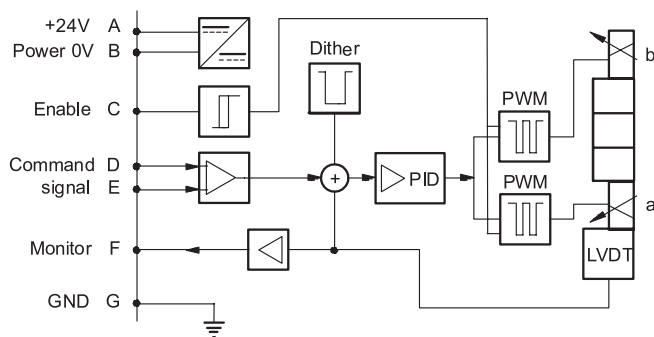 +24V A
Power 0V B
Dither
b
Enable C
PWM
Command D
signal E
PID
PWM
a
Monitor F
LVDT
GND G